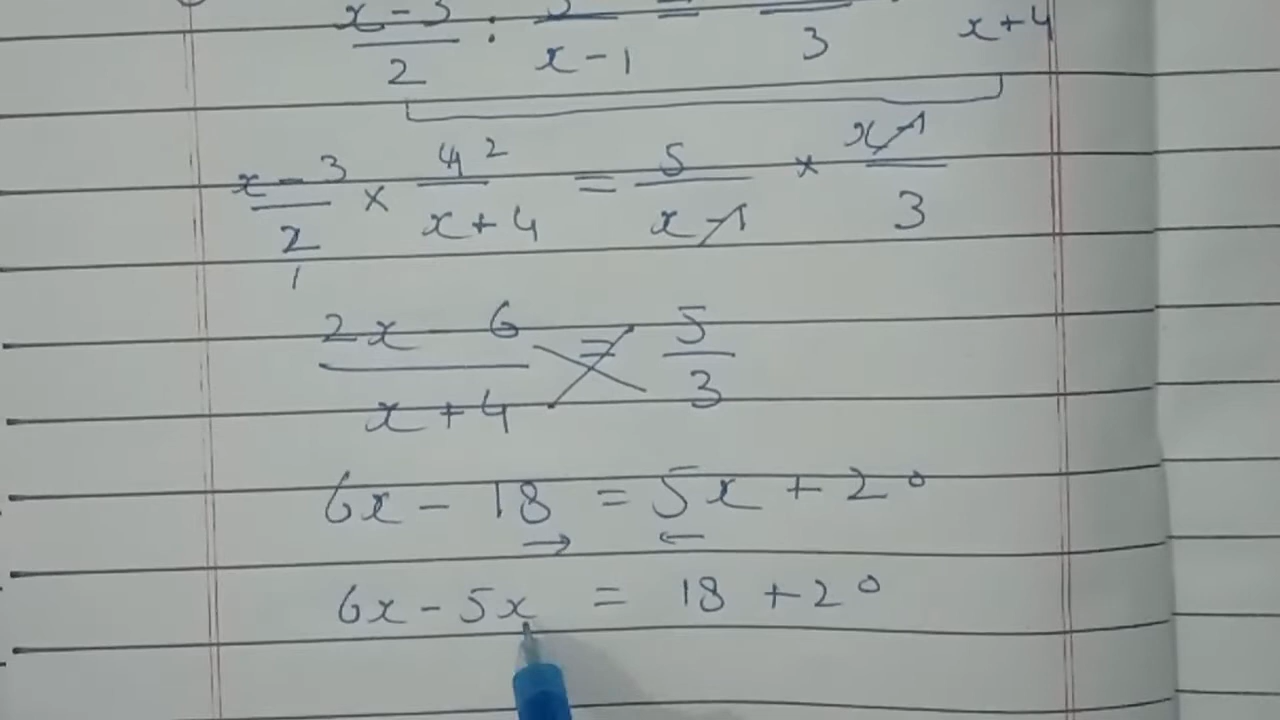 x-3/2 : 5/x-1 = /3 x+4
x-3/2 × 4 2/x+4 = 5/x-1 × x-1/3
1
2x-6/x+4 = 5/3
6x - 18 = 5x + 20
→ ←
6x - 5x = 18 + 20